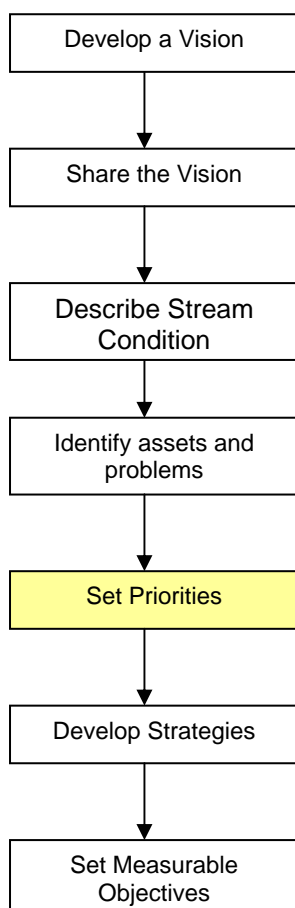 Develop a Vision
Share the Vision
Describe Stream
Condition
Identify assets and
problems
Set Priorities
Develop Strategies
Set Measurable
Objectives